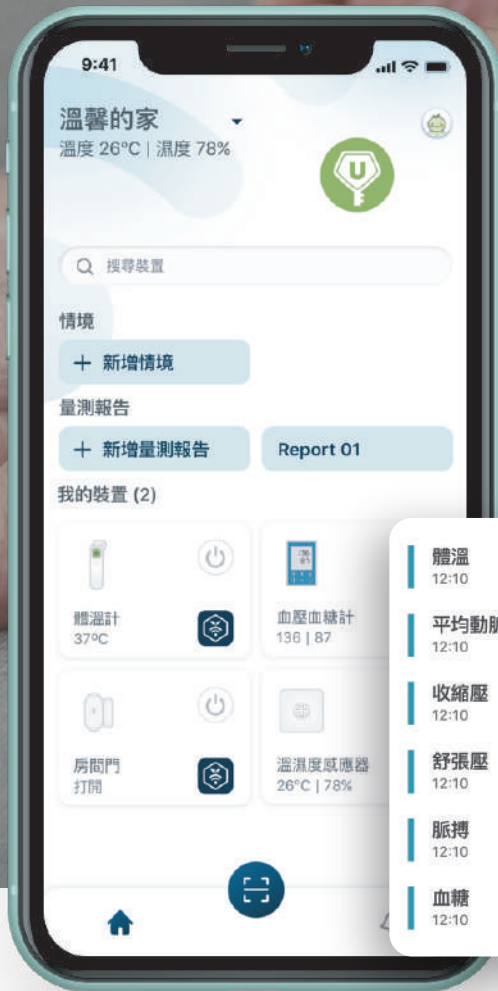 9:41
溫馨的家
溫度 26°C | 濕度 78%
U
搜尋裝置
情境
+ 新增情境
量測報告
+ 新增量測報告
Report 01
我的裝置 (2)
體溫計
37°C
血壓血糖計
136 | 87
房間門
打開
溫濕度感應器
26°C | 78%
體溫
12:10
平均動脈
12:10
收縮壓
12:10
舒張壓
12:10
脈搏
12:10
血糖
12:10